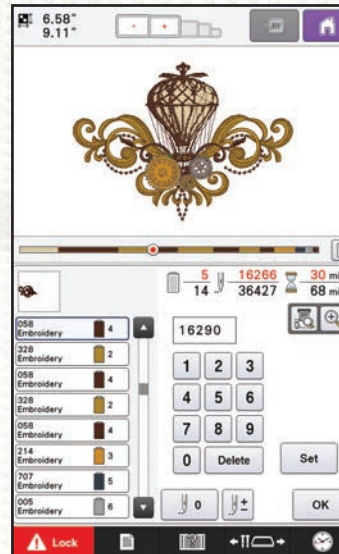 6.58"
9.11"
5 16266 30 mi
14 36427 68 mi
058
Embroidery 4
328
Embroidery 2
058
Embroidery 4
328
Embroidery 2
058
Embroidery 4
214
Embroidery 3
707
Embroidery 5
005
Embroidery 6
16290
1 2 3
4 5 6
7 8 9
0 Delete
Set
0 ±
OK
Lock